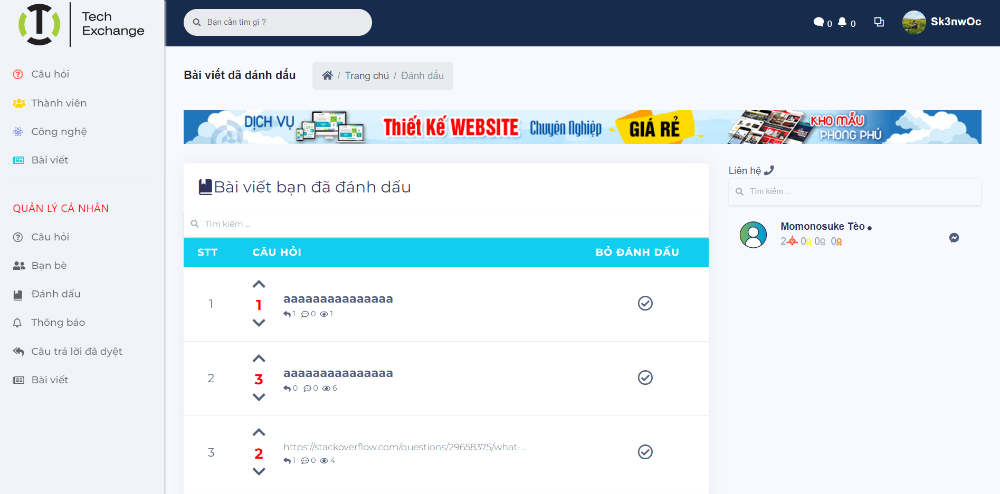 Tech
Exchange
Bạn cần tìm gì ?
0 0
Sk3nwOc
Câu hỏi
Thành viên
Công nghệ
Bài viết
QUẢN LÝ CÁ NHÂN
Câu hỏi
Bạn bè
Đánh dấu
Thông báo
Câu trả lời đã dyệt
Bài viết
Bài viết đã đánh dấu
/ Trang chủ / Đánh dấu
DỊCH VỤ Thiết Kế WEBSITE Chuyên Nghiệp GIÁ RẺ KHO MẪU
PHONG PHÚ
Bài viết bạn đã đánh dấu
Tìm kiếm ...
STT CÂU HỎI BỎ ĐÁNH DẤU
1
1
aaaaaaaaaaaaaaa
1 0 1
2
3
aaaaaaaaaaaaaaa
0 0 6
3
2
https://stackoverflow.com/questions/29658375/what-...
1 0 4
Liên hệ
Tìm kiếm ...
Momonosuke Tèo
2 0 0 0